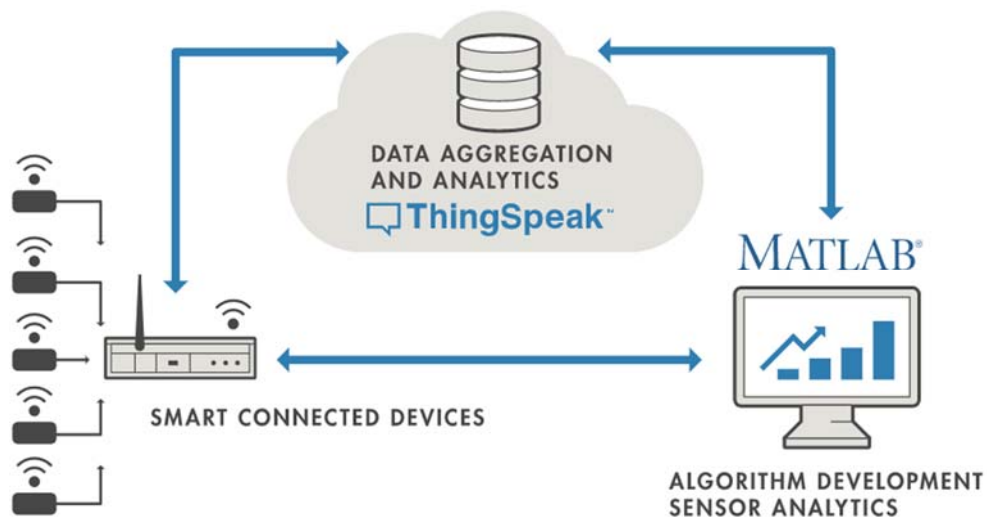 DATA AGGREGATION
AND ANALYTICS
ThingSpeak™
MATLAB®
SMART CONNECTED DEVICES
ALGORITHM DEVELOPMENT
SENSOR ANALYTICS